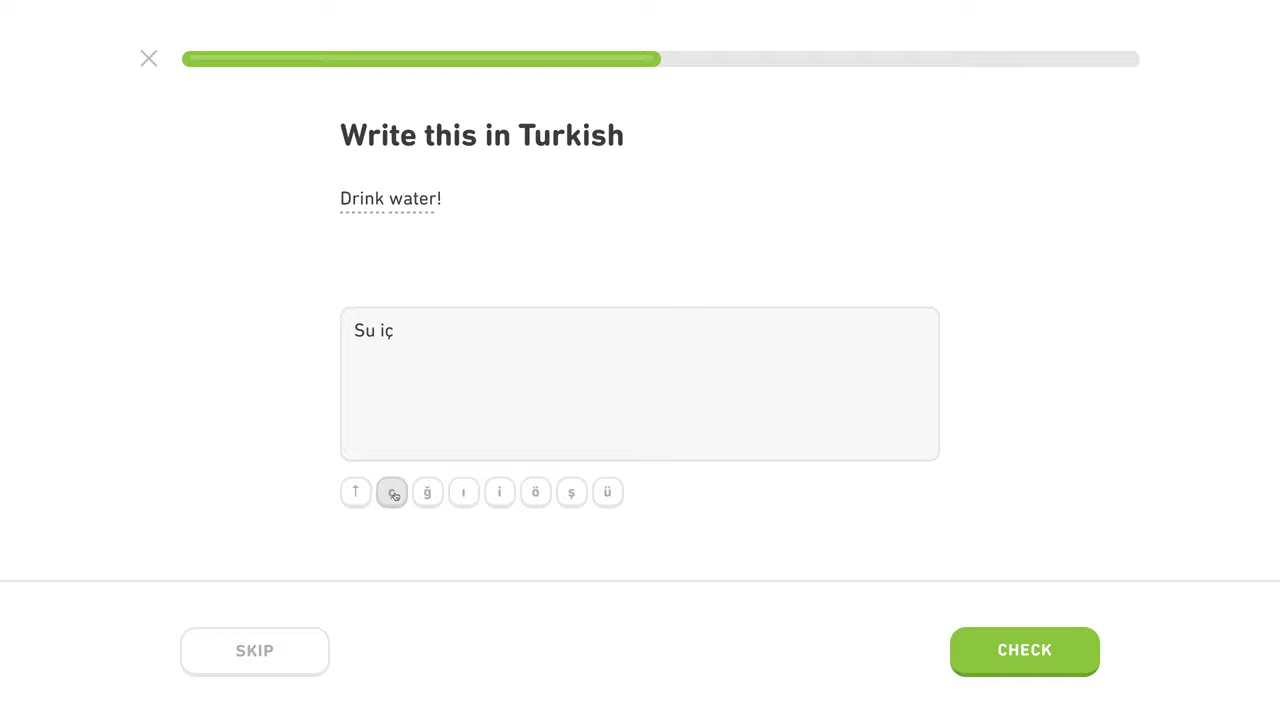 Write this in Turkish
Drink water!
Su iç
↑ ç ğ ı i ö ş ü
SKIP
CHECK